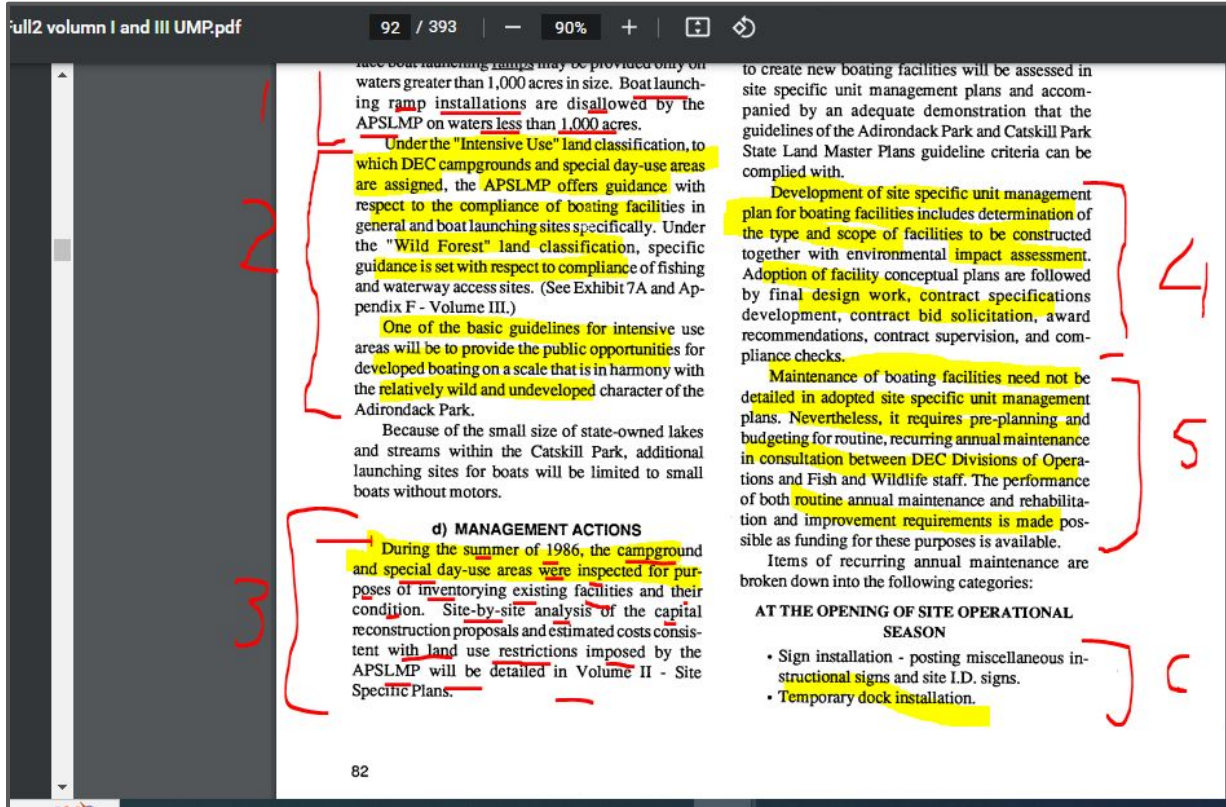 ull2 volumn I and III UMP.pdf
92 / 393
90%
face boat launching ramps may be provided only on
waters greater than 1,000 acres in size. Boat launch-
ing ramp installations are disallowed by the
APSLMP on waters less than 1,000 acres.
Under the "Intensive Use" land classification, to
which DEC campgrounds and special day-use areas
are assigned, the APSLMP offers guidance with
respect to the compliance of boating facilities in
general and boat launching sites specifically. Under
the "Wild Forest" land classification, specific
guidance is set with respect to compliance of fishing
and waterway access sites. (See Exhibit 7A and Ap-
pendix F - Volume III.)
One of the basic guidelines for intensive use
areas will be to provide the public opportunities for
developed boating on a scale that is in harmony with
the relatively wild and undeveloped character of the
Adirondack Park.
Because of the small size of state-owned lakes
and streams within the Catskill Park, additional
launching sites for boats will be limited to small
boats without motors.
d) MANAGEMENT ACTIONS
During the summer of 1986, the campground
and special day-use areas were inspected for pur-
poses of inventorying existing facilities and their
condition. Site-by-site analysis of the capital
reconstruction proposals and estimated costs consis-
tent with land use restrictions imposed by the
APSLMP will be detailed in Volume II - Site
Specific Plans.
82
1
2
3
to create new boating facilities will be assessed in
site specific unit management plans and accom-
panied by an adequate demonstration that the
guidelines of the Adirondack Park and Catskill Park
State Land Master Plans guideline criteria can be
complied with.
Development of site specific unit management
plan for boating facilities includes determination of
the type and scope of facilities to be constructed
together with environmental impact assessment.
Adoption of facility conceptual plans are followed
by final design work, contract specifications
development, contract bid solicitation, award
recommendations, contract supervision, and com-
pliance checks.
Maintenance of boating facilities need not be
detailed in adopted site specific unit management
plans. Nevertheless, it requires pre-planning and
budgeting for routine, recurring annual maintenance
in consultation between DEC Divisions of Opera-
tions and Fish and Wildlife staff. The performance
of both routine annual maintenance and rehabilita-
tion and improvement requirements is made pos-
sible as funding for these purposes is available.
Items of recurring annual maintenance are
broken down into the following categories:
AT THE OPENING OF SITE OPERATIONAL
SEASON
• Sign installation - posting miscellaneous in-
structional signs and site I.D. signs.
• Temporary dock installation.
4
5